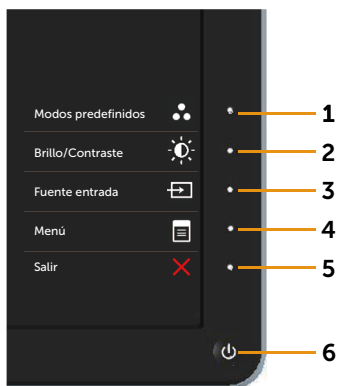 Modos predefinidos 1
Brillo/Contraste 2
Fuente entrada 3
Menú 4
Salir 5
6